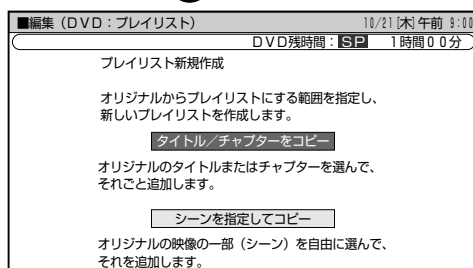 ■編集（DVD：プレイリスト） 10/21[木]午前 9:00
DVD残時間：SP 1時間00分
プレイリスト新規作成
オリジナルからプレイリストにする範囲を指定し、
新しいプレイリストを作成します。
タイトル／チャプターをコピー
オリジナルのタイトルまたはチャプターを選んで、
それごと追加します。
シーンを指定してコピー
オリジナルの映像の一部（シーン）を自由に選んで、
それを追加します。